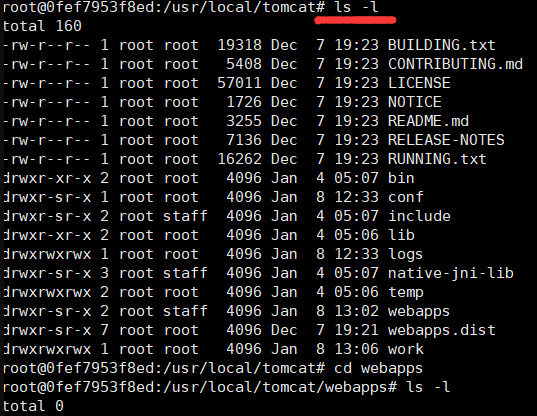 root@0fef7953f8ed:/usr/local/tomcat# ls -l
total 160
-rw-r--r-- 1 root root  19318 Dec  7 19:23 BUILDING.txt
-rw-r--r-- 1 root root   5408 Dec  7 19:23 CONTRIBUTING.md
-rw-r--r-- 1 root root  57011 Dec  7 19:23 LICENSE
-rw-r--r-- 1 root root   1726 Dec  7 19:23 NOTICE
-rw-r--r-- 1 root root   3255 Dec  7 19:23 README.md
-rw-r--r-- 1 root root   7136 Dec  7 19:23 RELEASE-NOTES
-rw-r--r-- 1 root root  16262 Dec  7 19:23 RUNNING.txt
drwxr-xr-x 2 root root   4096 Jan  4 05:07 bin
drwxr-sr-x 1 root root   4096 Jan  8 12:33 conf
drwxr-sr-x 2 root staff  4096 Jan  4 05:07 include
drwxr-xr-x 2 root root   4096 Jan  4 05:06 lib
drwxrwxrwx 1 root root   4096 Jan  8 12:33 logs
drwxr-sr-x 3 root staff  4096 Jan  4 05:07 native-jni-lib
drwxrwxrwx 2 root root   4096 Jan  4 05:06 temp
drwxr-sr-x 2 root staff  4096 Jan  8 13:02 webapps
drwxr-sr-x 7 root root   4096 Dec  7 19:21 webapps.dist
drwxrwxrwx 1 root root   4096 Jan  8 13:06 work
root@0fef7953f8ed:/usr/local/tomcat# cd webapps
root@0fef7953f8ed:/usr/local/tomcat/webapps# ls -l
total 0